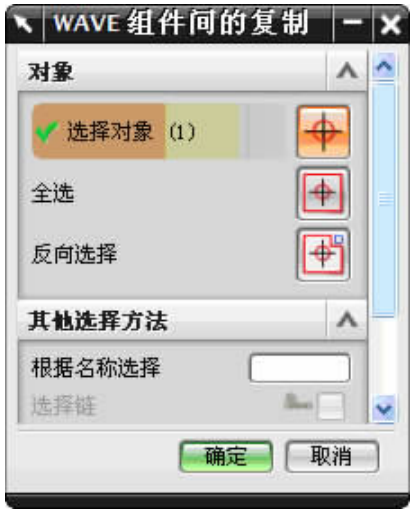 WAVE 组件间的复制
对象
选择对象 (1)
全选
反向选择
其他选择方法
根据名称选择
选择链
确定 取消